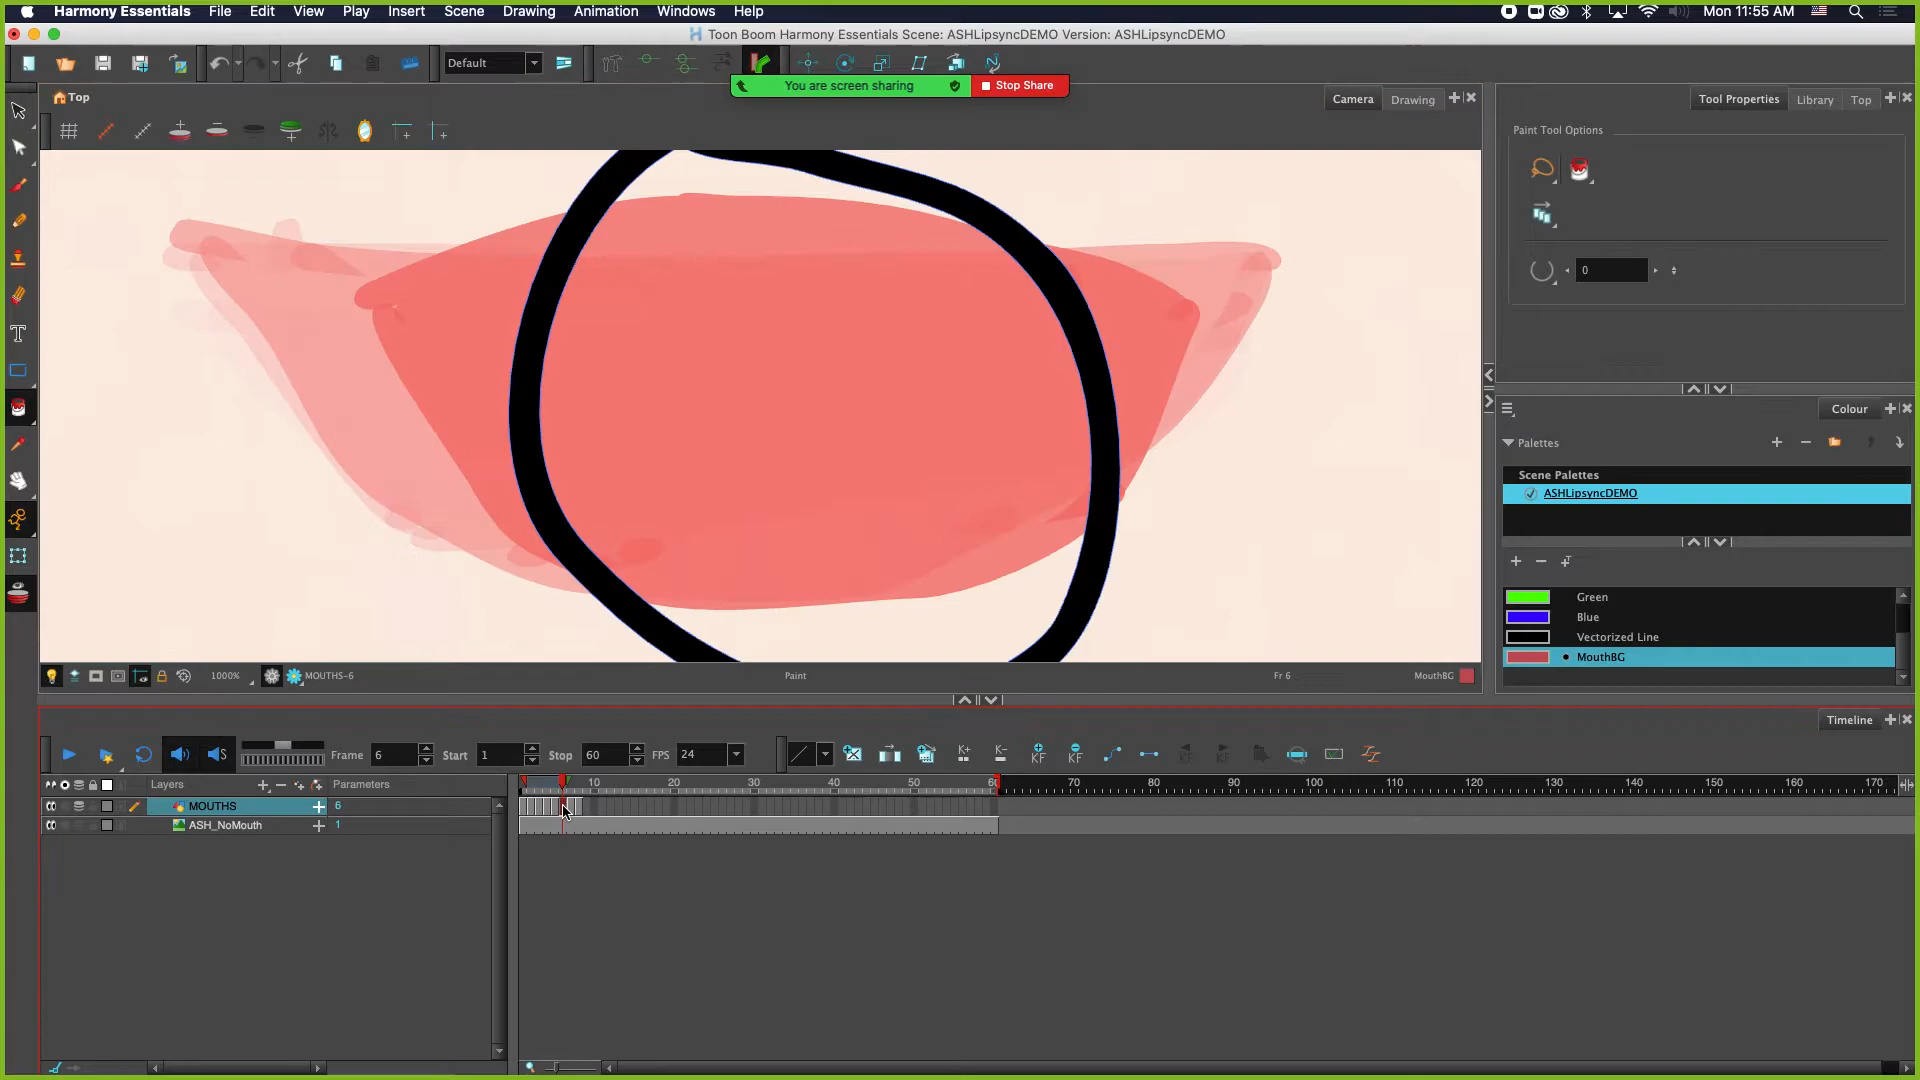 Harmony Essentials File Edit View Play Insert Scene Drawing Animation Windows Help Mon 11:55 AM
Toon Boom Harmony Essentials Scene: ASHLipsyncDEMO Version: ASHLipsyncDEMO
Default
You are screen sharing Stop Share
Top Camera Drawing Tool Properties Library Top
Paint Tool Options
T
0
Colour
Palettes
Scene Palettes
ASHLipsyncDEMO
Green
Blue
Vectorized Line
MouthBG
1000% MOUTHS-6 Paint Fr 6 MouthBG
Timeline
Frame 6 Start 1 Stop 60 FPS 24 K+ K- KF KF KF KF
Layers Parameters 10 20 30 40 50 60 70 80 90 100 110 120 130 140 150 160 170
MOUTHS 6
ASH_NoMouth 1